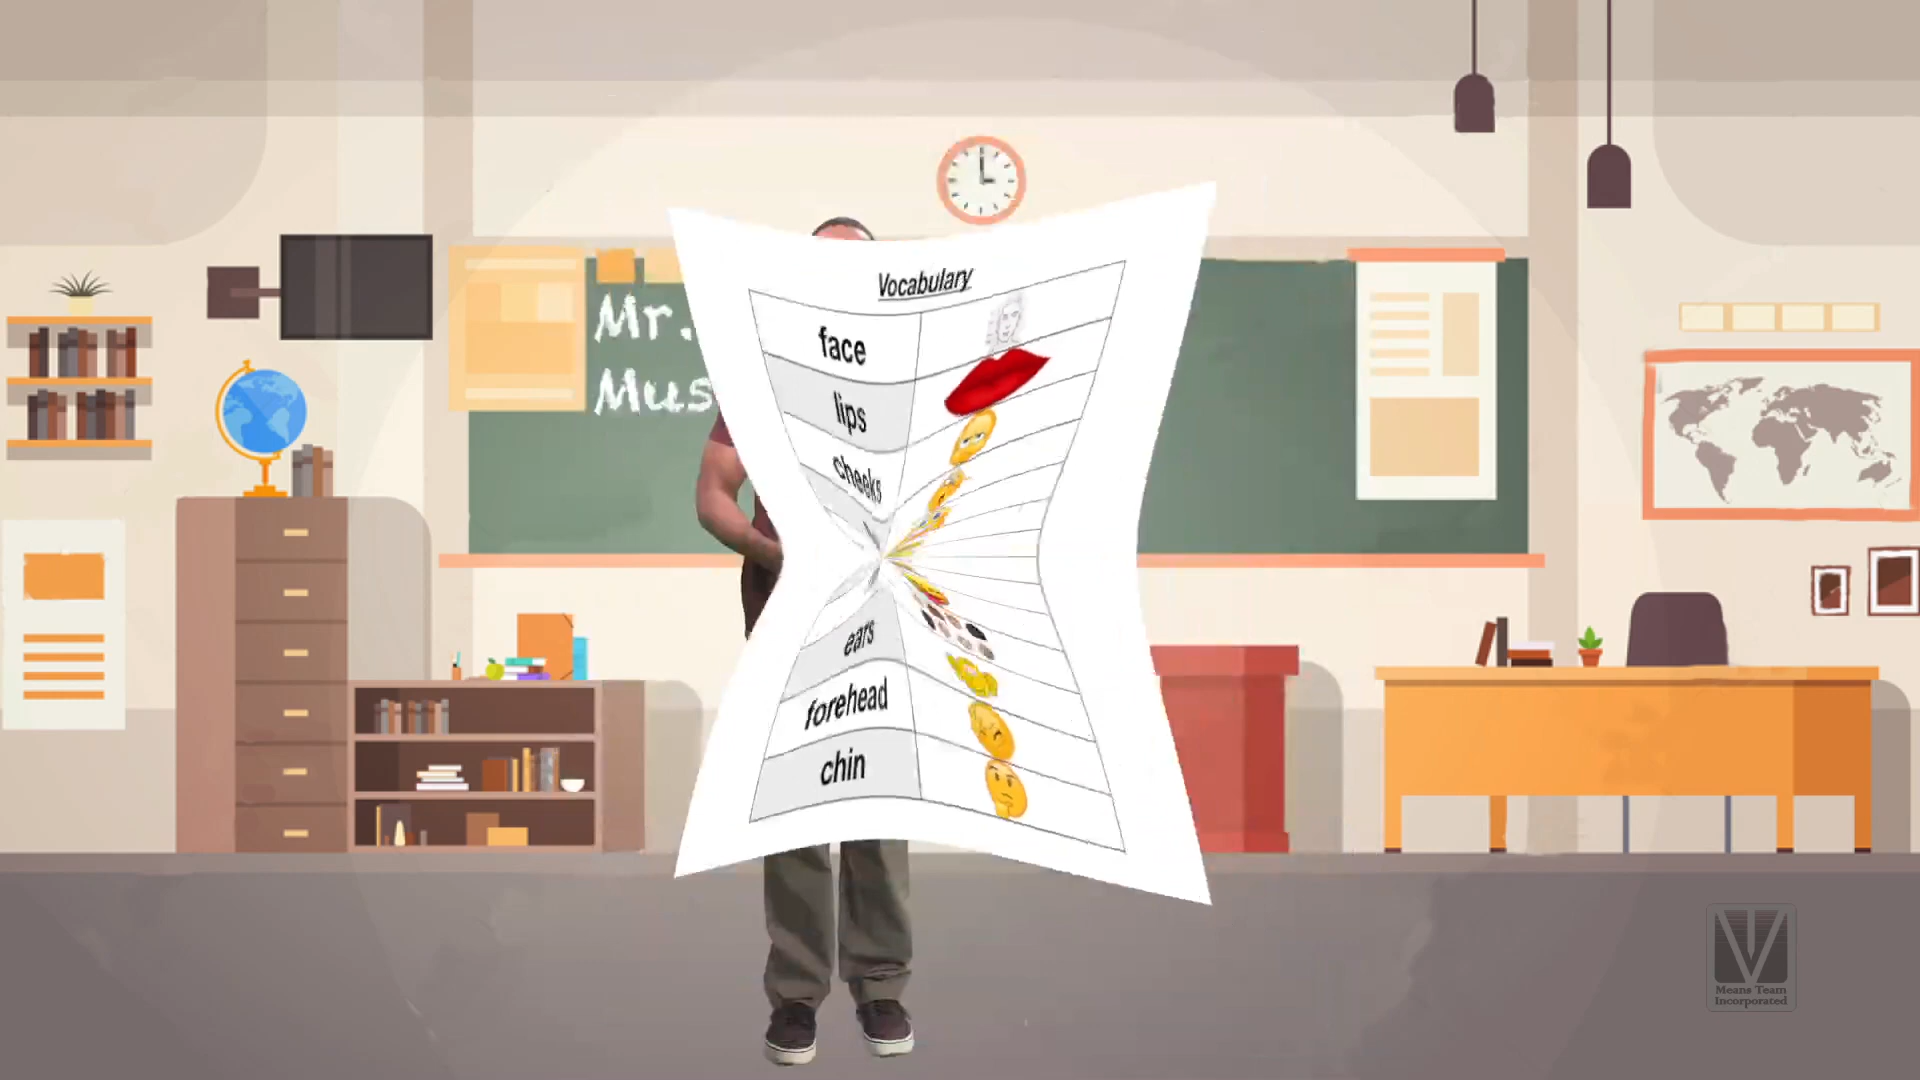 Mr.
Mus
Vocabulary
face
lips
cheeks
ears
forehead
chin
Means Team
Incorporated